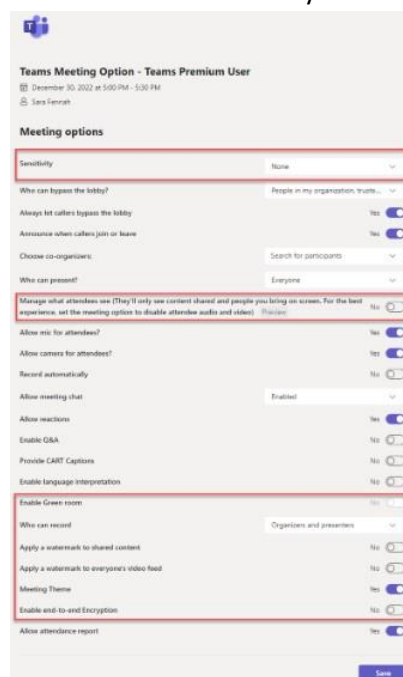 Teams Meeting Option - Teams Premium User
December 30, 2022 at 5:00 PM - 5:30 PM
Sara Fennah
Meeting options
Sensitivity None
Who can bypass the lobby? People in my organization, truste...
Always let callers bypass the lobby Yes
Announce when callers join or leave Yes
Choose co-organizers: Search for participants
Who can present? Everyone
Manage what attendees see (They'll only see content shared and people you bring on screen. For the best
experience, set the meeting option to disable attendee audio and video) Preview No
Allow mic for attendees? Yes
Allow camera for attendees? Yes
Record automatically No
Allow meeting chat Enabled
Allow reactions Yes
Enable Q&A No
Provide CART Captions No
Enable language interpretation No
Enable Green room No
Who can record Organizers and presenters
Apply a watermark to shared content No
Apply a watermark to everyone's video feed No
Meeting Theme Yes
Enable end-to-end Encryption No
Allow attendance report Yes
Save